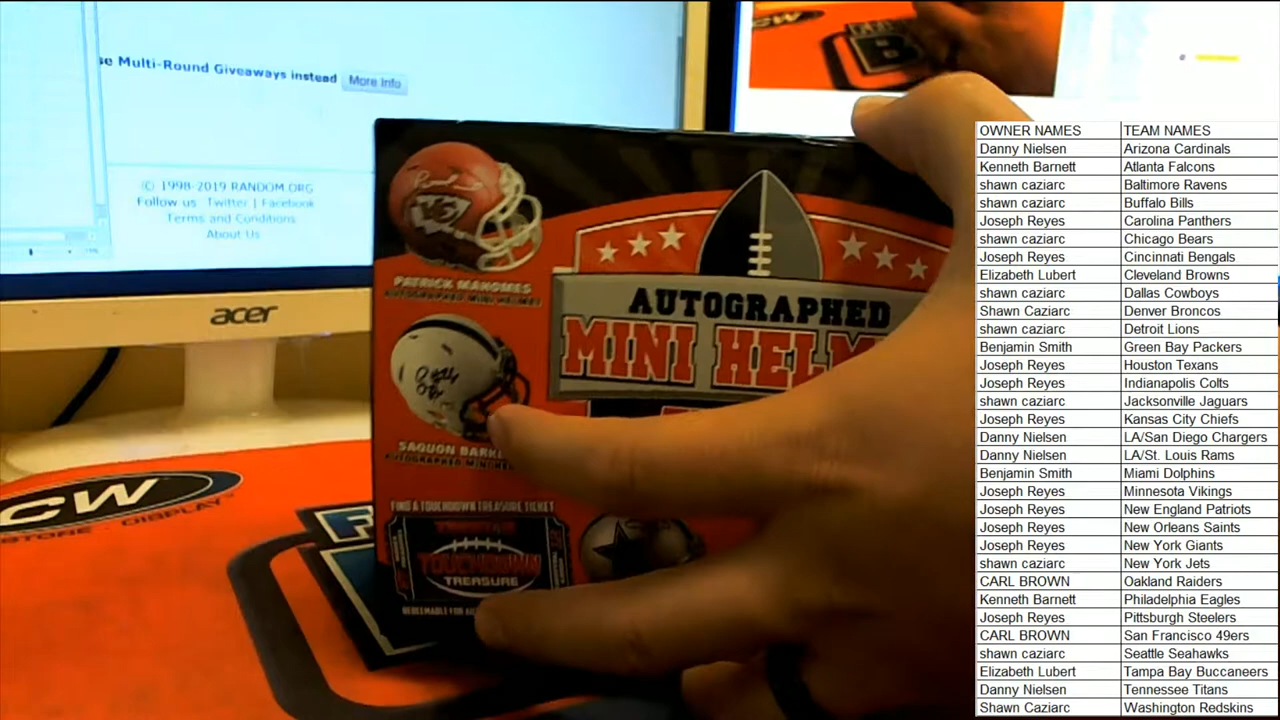 se Multi-Round Giveaways instead More Info
© 1998-2019 RANDOM.ORG
Follow us: Twitter | Facebook
Terms and Conditions
About Us
acer
CW
STORE · DISPLAY
B
PATRICK MAHOMES
AUTOGRAPHED MINI HELMET
AUTOGRAPHED
MINI HELM
SAQUON BARK
AUTOGRAPHED MINI HEL
FIND A TOUCHDOWN TREASURE TICKET
TOUCHDOWN
TREASURE
REDEEMABLE FOR AN
OWNER NAMES TEAM NAMES
Danny Nielsen Arizona Cardinals
Kenneth Barnett Atlanta Falcons
shawn caziarc Baltimore Ravens
shawn caziarc Buffalo Bills
Joseph Reyes Carolina Panthers
shawn caziarc Chicago Bears
Joseph Reyes Cincinnati Bengals
Elizabeth Lubert Cleveland Browns
shawn caziarc Dallas Cowboys
Shawn Caziarc Denver Broncos
shawn caziarc Detroit Lions
Benjamin Smith Green Bay Packers
Joseph Reyes Houston Texans
Joseph Reyes Indianapolis Colts
shawn caziarc Jacksonville Jaguars
Joseph Reyes Kansas City Chiefs
Danny Nielsen LA/San Diego Chargers
Danny Nielsen LA/St. Louis Rams
Benjamin Smith Miami Dolphins
Joseph Reyes Minnesota Vikings
Joseph Reyes New England Patriots
Joseph Reyes New Orleans Saints
Joseph Reyes New York Giants
shawn caziarc New York Jets
CARL BROWN Oakland Raiders
Kenneth Barnett Philadelphia Eagles
Joseph Reyes Pittsburgh Steelers
CARL BROWN San Francisco 49ers
shawn caziarc Seattle Seahawks
Elizabeth Lubert Tampa Bay Buccaneers
Danny Nielsen Tennessee Titans
Shawn Caziarc Washington Redskins